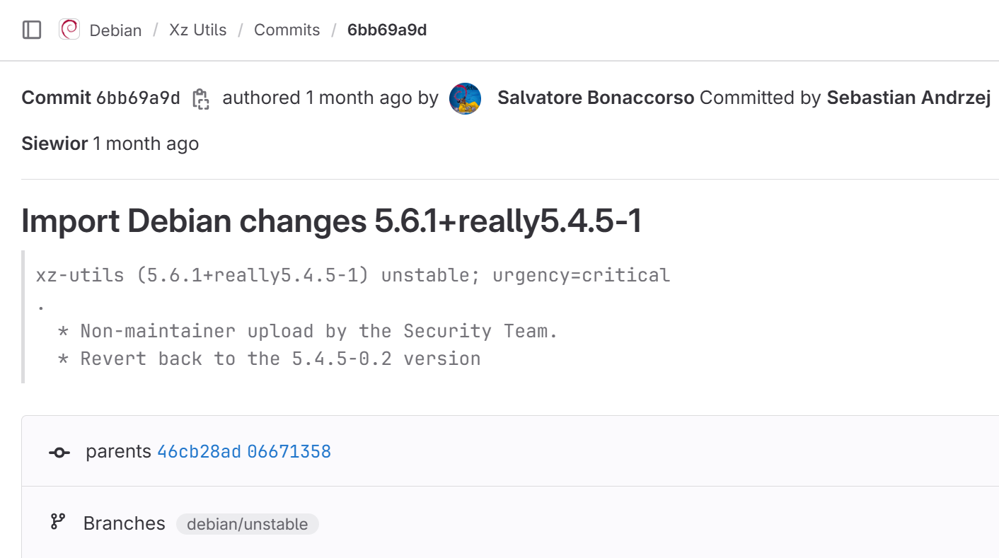 Debian / Xz Utils / Commits / 6bb69a9d
Commit 6bb69a9d authored 1 month ago by Salvatore Bonaccorso Committed by Sebastian Andrzej
Siewior 1 month ago
Import Debian changes 5.6.1+really5.4.5-1
xz-utils (5.6.1+really5.4.5-1) unstable; urgency=critical
.
* Non-maintainer upload by the Security Team.
* Revert back to the 5.4.5-0.2 version
parents 46cb28ad 06671358
Branches debian/unstable